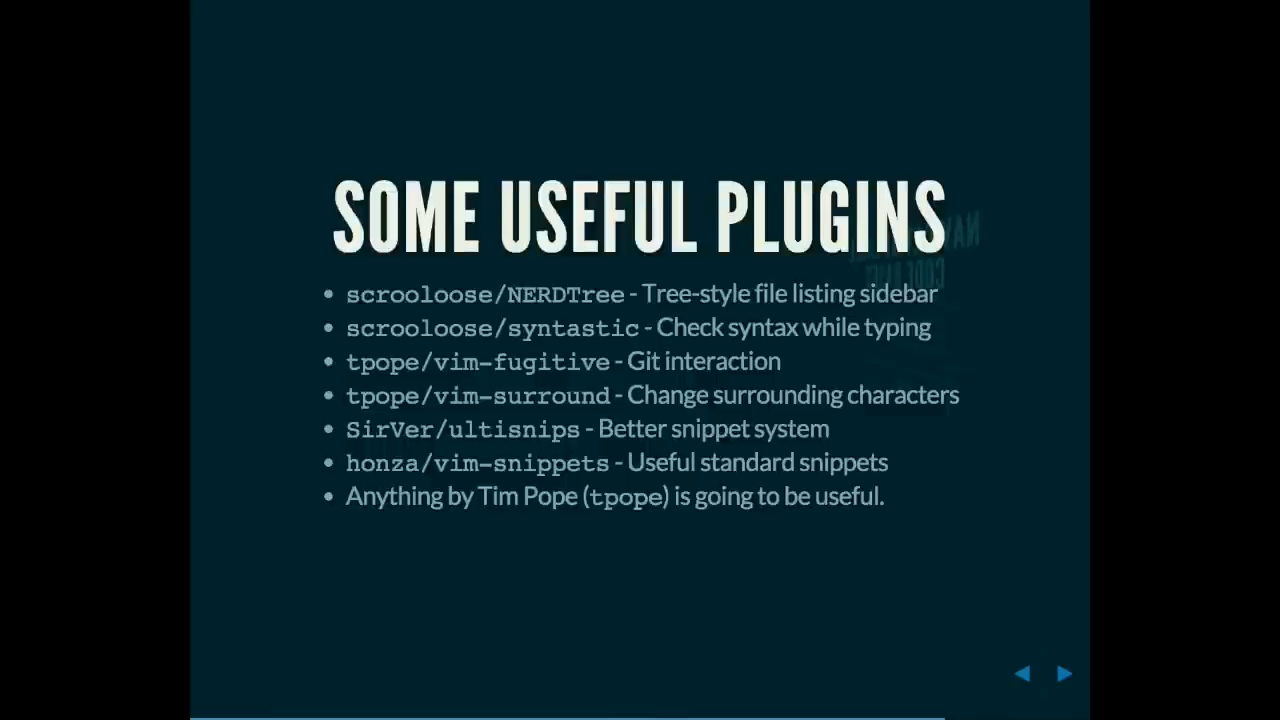 SOME USEFUL PLUGINS
• scrooloose/NERDTree - Tree-style file listing sidebar
• scrooloose/syntastic - Check syntax while typing
• tpope/vim-fugitive - Git interaction
• tpope/vim-surround - Change surrounding characters
• SirVer/ultisnips - Better snippet system
• honza/vim-snippets - Useful standard snippets
• Anything by Tim Pope (tpope) is going to be useful.